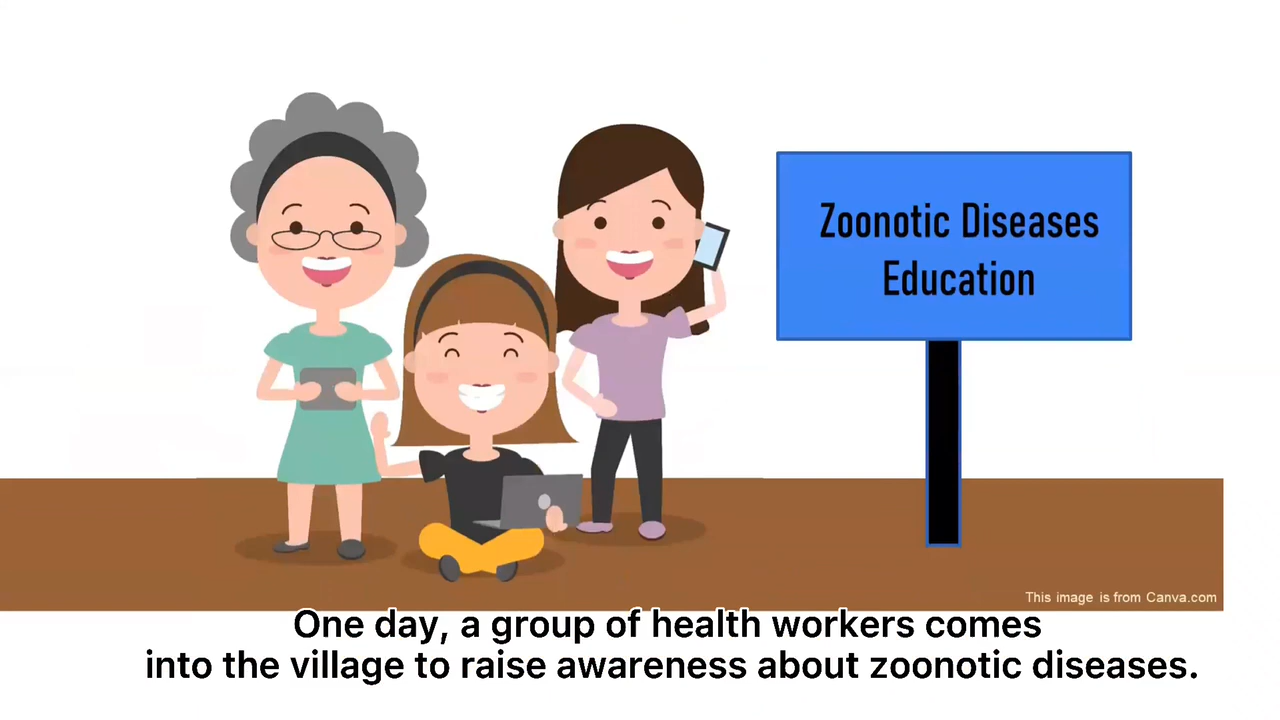 Zoonotic Diseases
Education
This image is from Canva.com
One day, a group of health workers comes
into the village to raise awareness about zoonotic diseases.